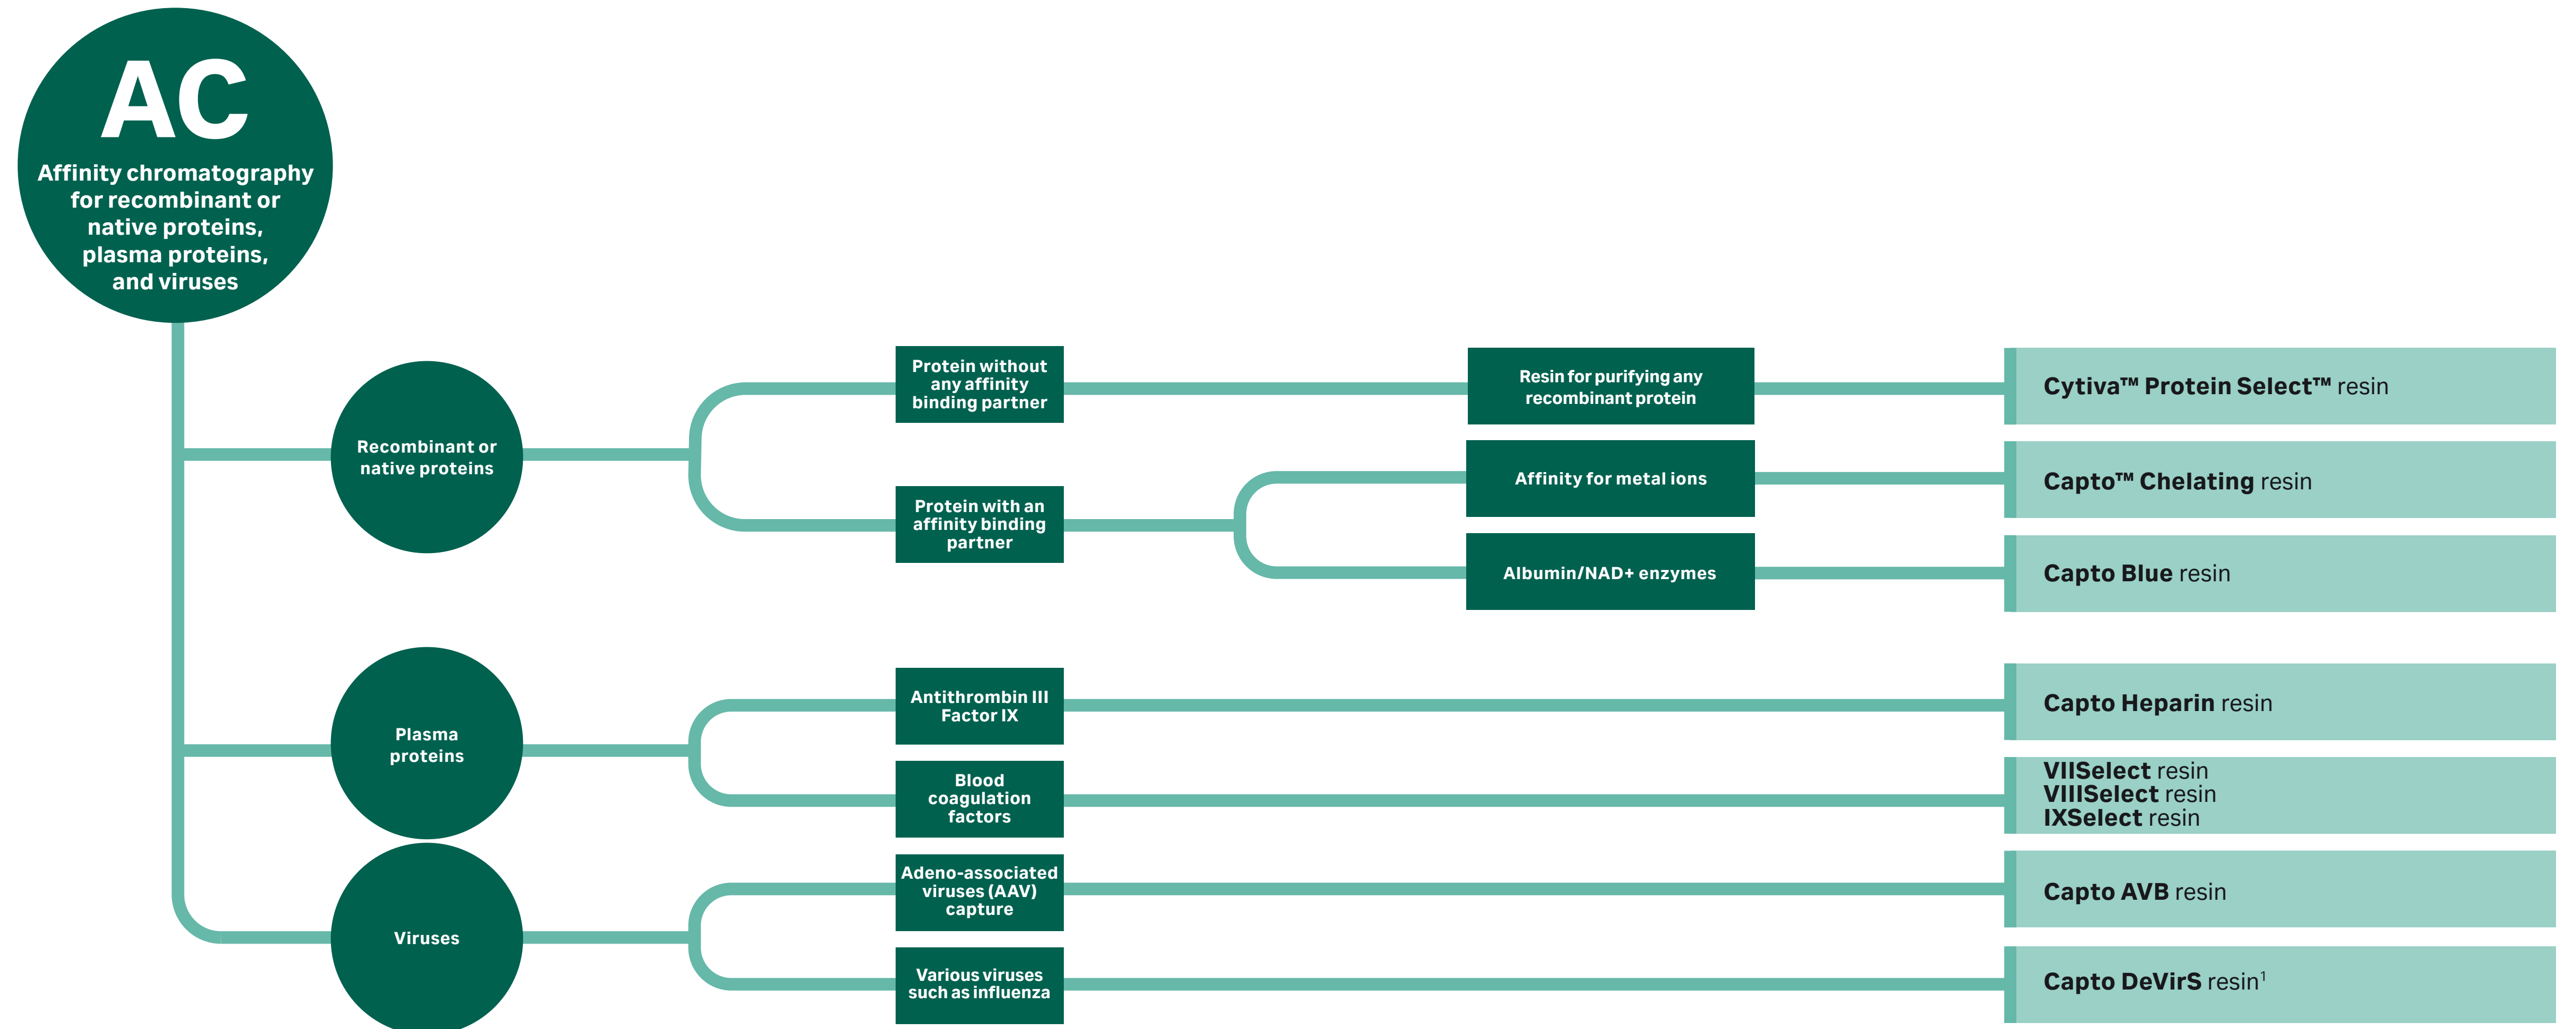 AC
Affinity chromatography
for recombinant or
native proteins,
plasma proteins,
and viruses
Recombinant or
native proteins
Protein without
any affinity
binding partner
Resin for purifying any
recombinant protein
Cytiva™ Protein Select™ resin
Protein with an
affinity binding
partner
Affinity for metal ions
Capto™ Chelating resin
Albumin/NAD+ enzymes
Capto Blue resin
Plasma
proteins
Antithrombin III
Factor IX
Capto Heparin resin
Blood
coagulation
factors
VIISelect resin
VIIISelect resin
IXSelect resin
Viruses
Adeno-associated
viruses (AAV)
capture
Capto AVB resin
Various viruses
such as influenza
Capto DeVirS resin¹